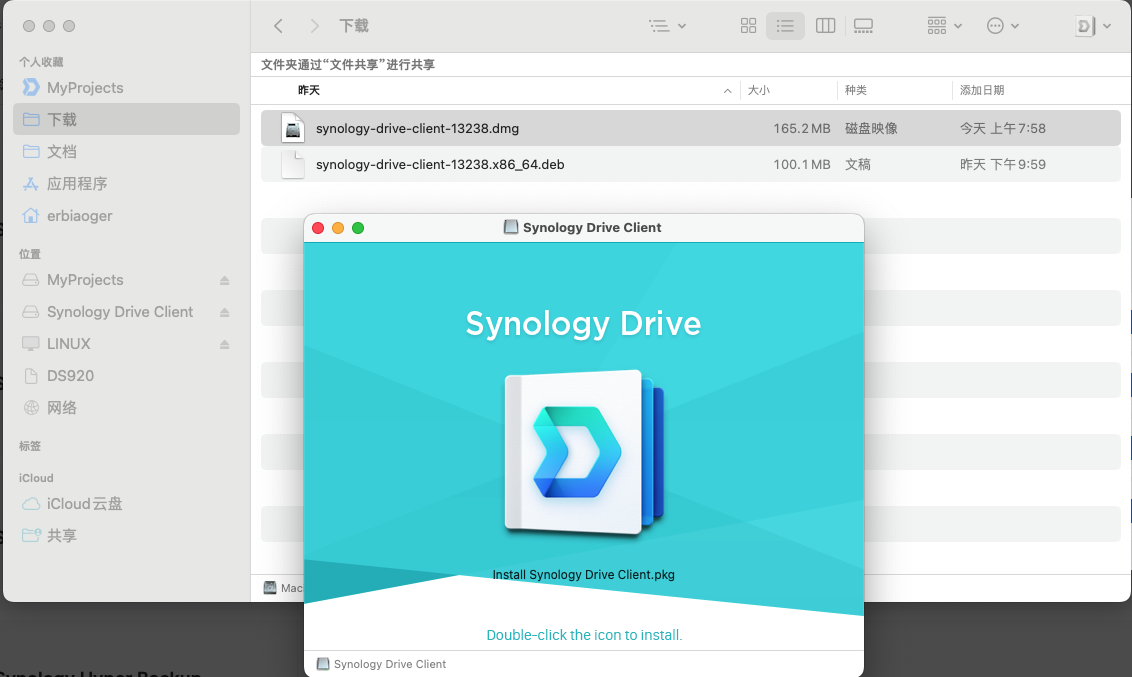 下载
个人收藏
MyProjects
下载
文档
应用程序
erbiaoger
位置
MyProjects
Synology Drive Client
LINUX
DS920
网络
标签
iCloud
iCloud云盘
共享
文件夹通过“文件共享”进行共享
昨天 大小 种类 添加日期
synology-drive-client-13238.dmg 165.2 MB 磁盘映像 今天 上午7:58
synology-drive-client-13238.x86_64.deb 100.1 MB 文稿 昨天 下午9:59
Synology Drive Client
Synology Drive
Install Synology Drive Client.pkg
Double-click the icon to install.
Synology Drive Client
Mac
Synology Hyper Backup